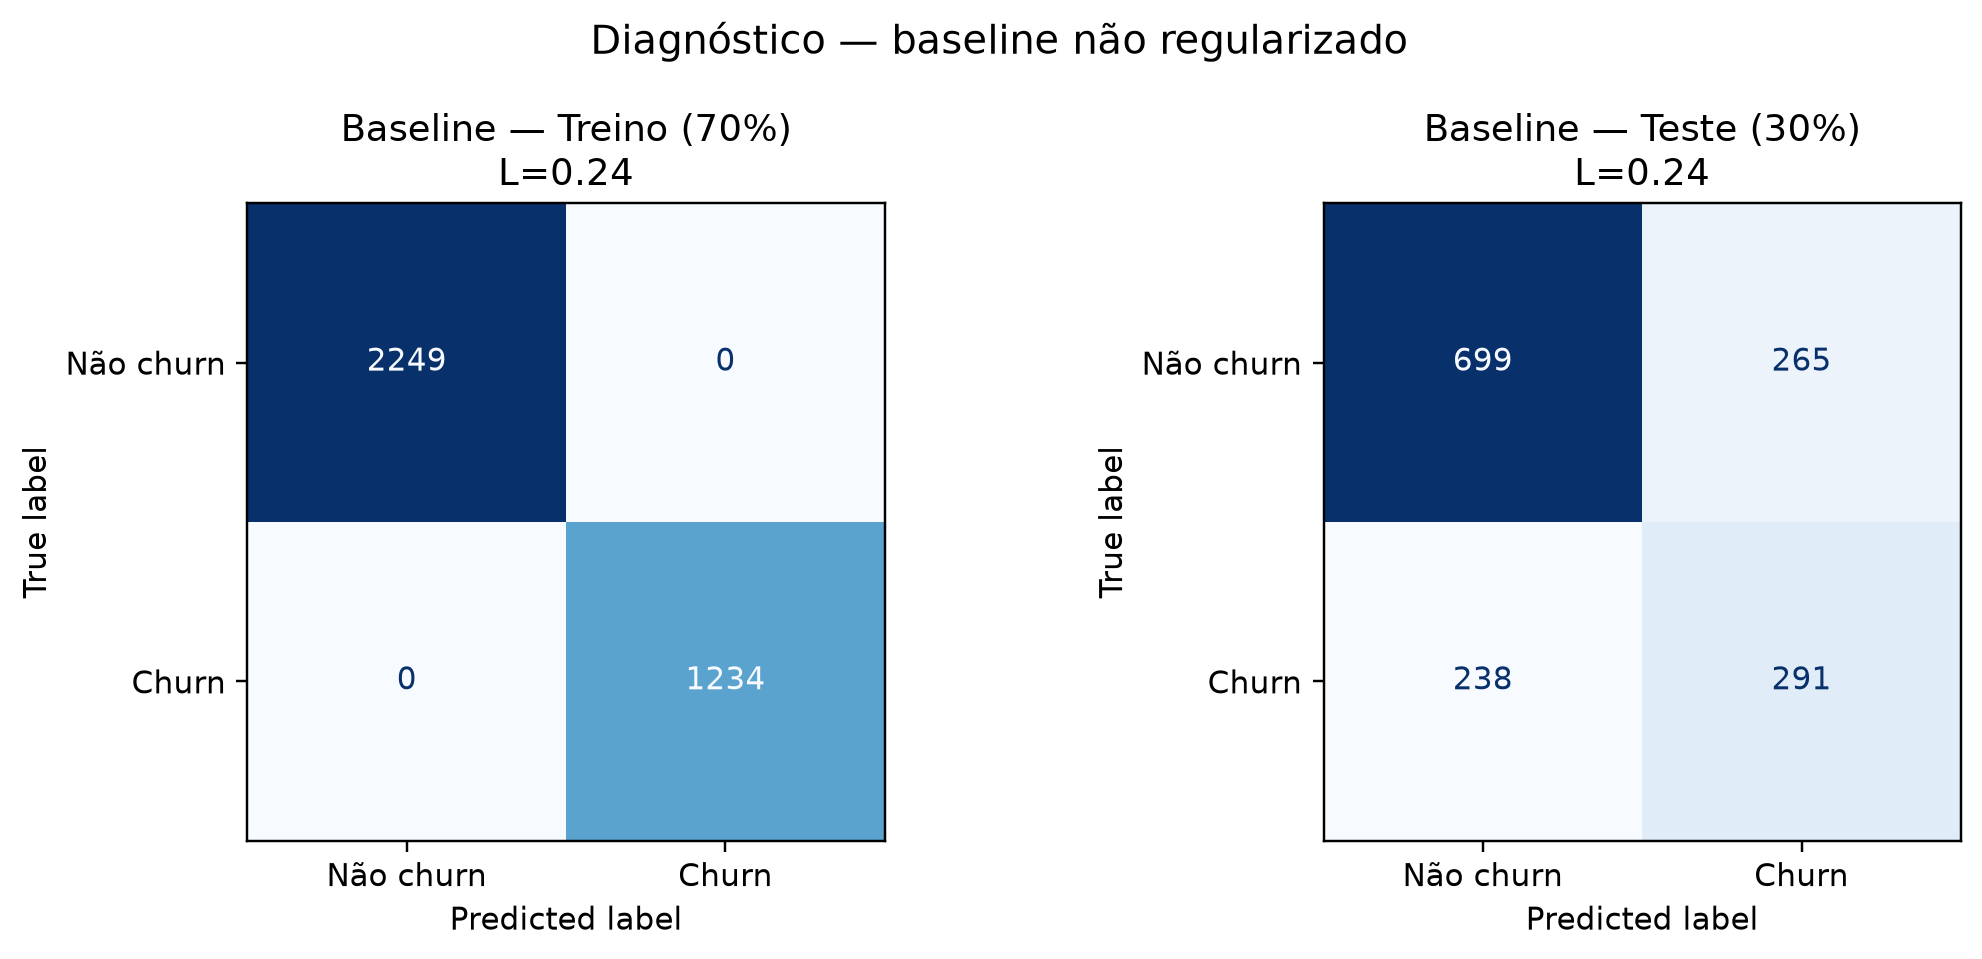 Diagnóstico — baseline não regularizado
Baseline — Treino (70%)
L=0.24
True label
Não churn
2249
0
Churn
0
1234
Não churn
Churn
Predicted label
Baseline — Teste (30%)
L=0.24
True label
Não churn
699
265
Churn
238
291
Não churn
Churn
Predicted label